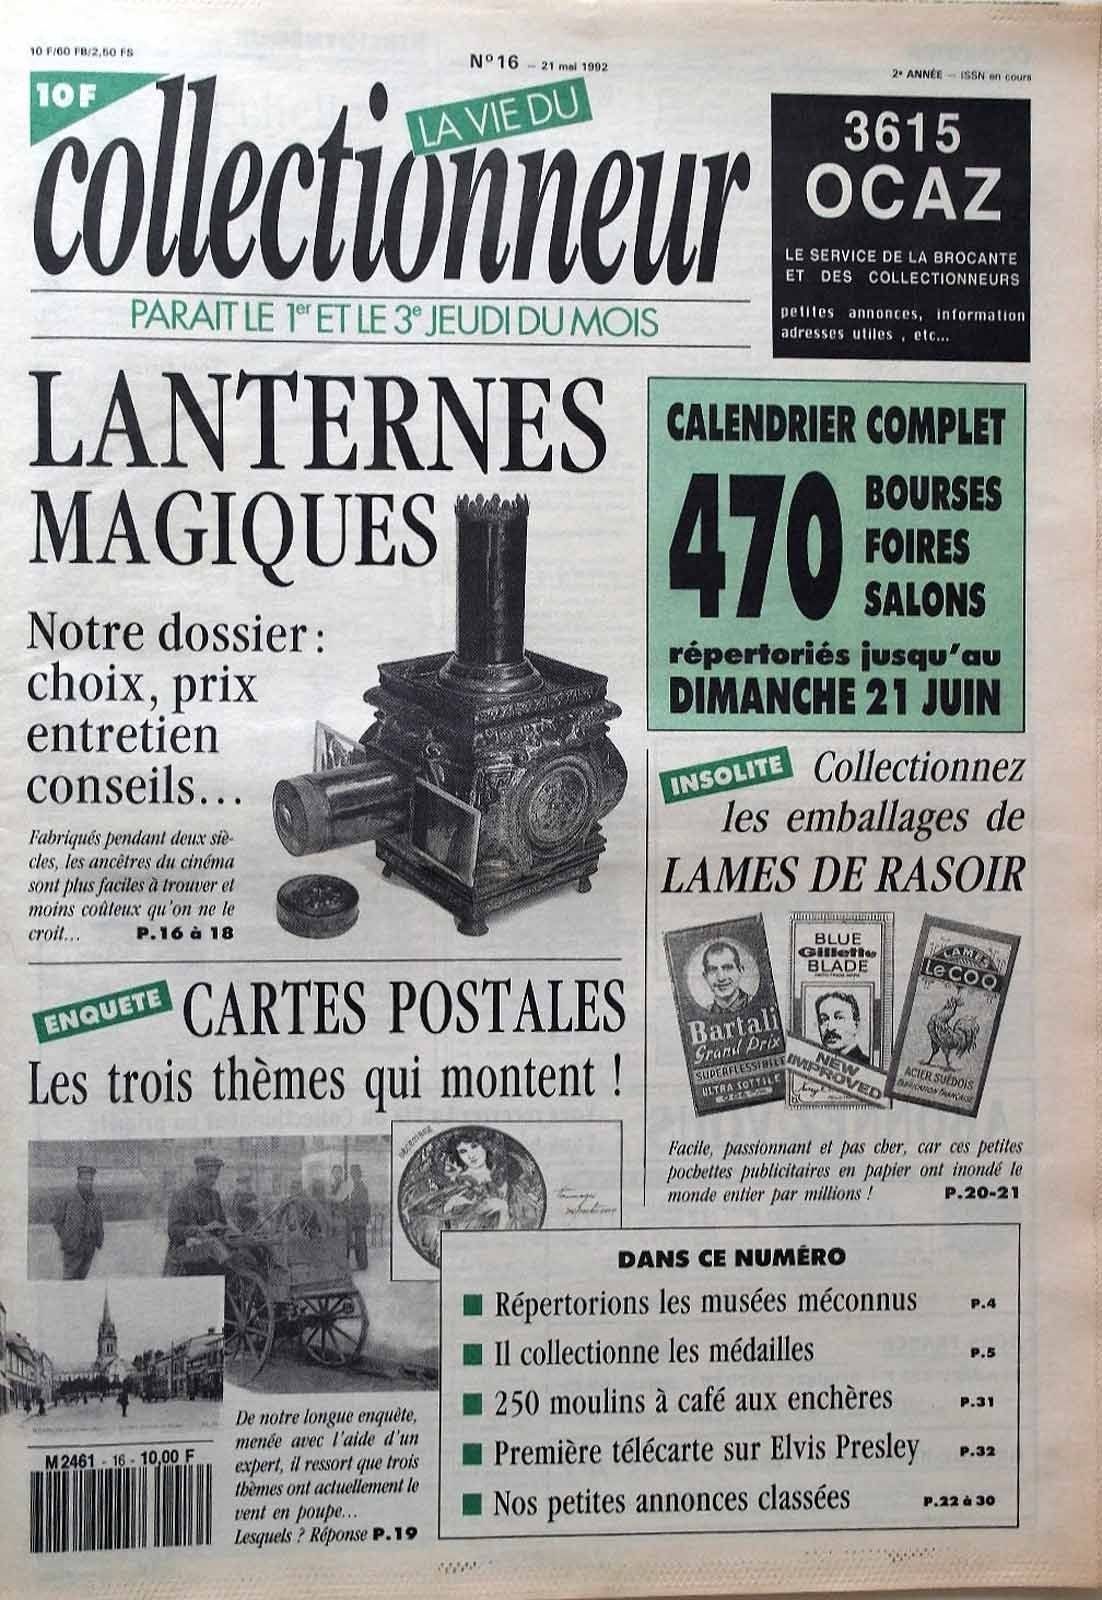 10 F/60 FB/2,50 FS
N° 16 – 21 mai 1992
2e ANNÉE – ISSN en cours
10 F
LA VIE DU
collectionneur
PARAIT LE 1er ET LE 3e JEUDI DU MOIS
3615
OCAZ
LE SERVICE DE LA BROCANTE
ET DES COLLECTIONNEURS
petites annonces, information
adresses utiles , etc...
LANTERNES
MAGIQUES
Notre dossier :
choix, prix
entretien
conseils...
Fabriqués pendant deux siè-
cles, les ancêtres du cinéma
sont plus faciles à trouver et
moins coûteux qu'on ne le
croit... P.16 à 18
CALENDRIER COMPLET
470
BOURSES
FOIRES
SALONS
répertoriés jusqu'au
DIMANCHE 21 JUIN
INSOLITE Collectionnez
les emballages de
LAMES DE RASOIR
Bartali
Grand Prix
SUPERFLESSIBILE
ULTRA SOTTILE
BLUE
Gillette
BLADE
NEW
IMPROVED
LAMES
Le COQ
ACIER SUÉDOIS
FABRICATION FRANÇAISE
Facile, passionnant et pas cher, car ces petites
pochettes publicitaires en papier ont inondé le
monde entier par millions ! P.20-21
ENQUETE CARTES POSTALES
Les trois thèmes qui montent !
De notre longue enquête,
menée avec l'aide d'un
expert, il ressort que trois
thèmes ont actuellement le
vent en poupe...
Lesquels ? Réponse P.19
M 2461 - 16 - 10,00 F
DANS CE NUMÉRO
Répertorions les musées méconnus P.4
Il collectionne les médailles P.5
250 moulins à café aux enchères P.31
Première télécarte sur Elvis Presley P.32
Nos petites annonces classées P.22 à 30